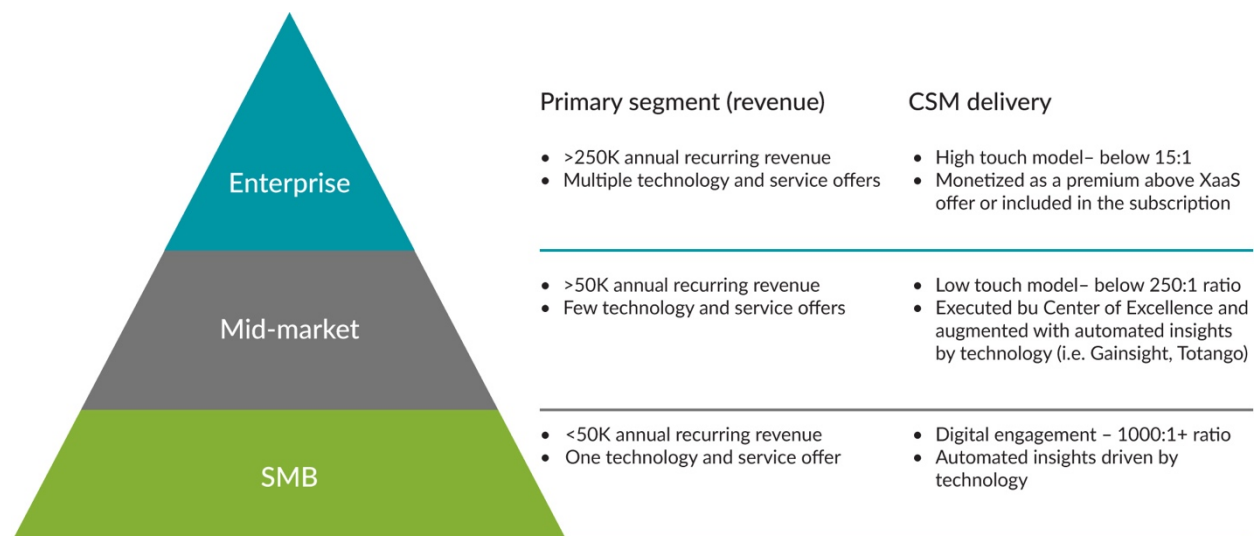 Primary segment (revenue)
CSM delivery
Enterprise
• >250K annual recurring revenue
• Multiple technology and service offers
• High touch model– below 15:1
• Monetized as a premium above XaaS
offer or included in the subscription
Mid-market
• >50K annual recurring revenue
• Few technology and service offers
• Low touch model– below 250:1 ratio
• Executed bu Center of Excellence and
augmented with automated insights
by technology (i.e. Gainsight, Totango)
SMB
• <50K annual recurring revenue
• One technology and service offer
• Digital engagement – 1000:1+ ratio
• Automated insights driven by
technology